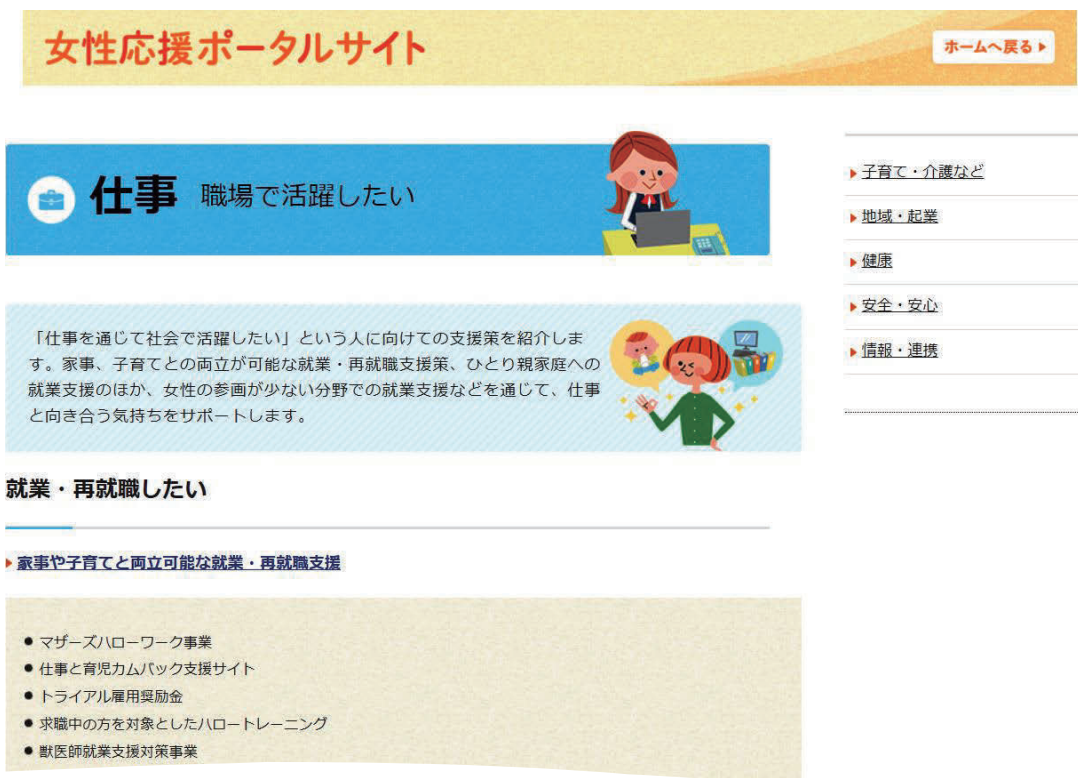 女性応援ポータルサイト
ホームへ戻る
仕事 職場で活躍したい
子育て・介護など
地域・起業
健康
安全・安心
情報・連携
「仕事を通じて社会で活躍したい」という人に向けての支援策を紹介しま
す。家事、子育てとの両立が可能な就業・再就職支援策、ひとり親家庭への
就業支援のほか、女性の参画が少ない分野での就業支援などを通じて、仕事
と向き合う気持ちをサポートします。
就業・再就職したい
家事や子育てと両立可能な就業・再就職支援
● マザーズハローワーク事業
● 仕事と育児カムバック支援サイト
● トライアル雇用奨励金
● 求職中の方を対象としたハロートレーニング
● 獣医師就業支援対策事業